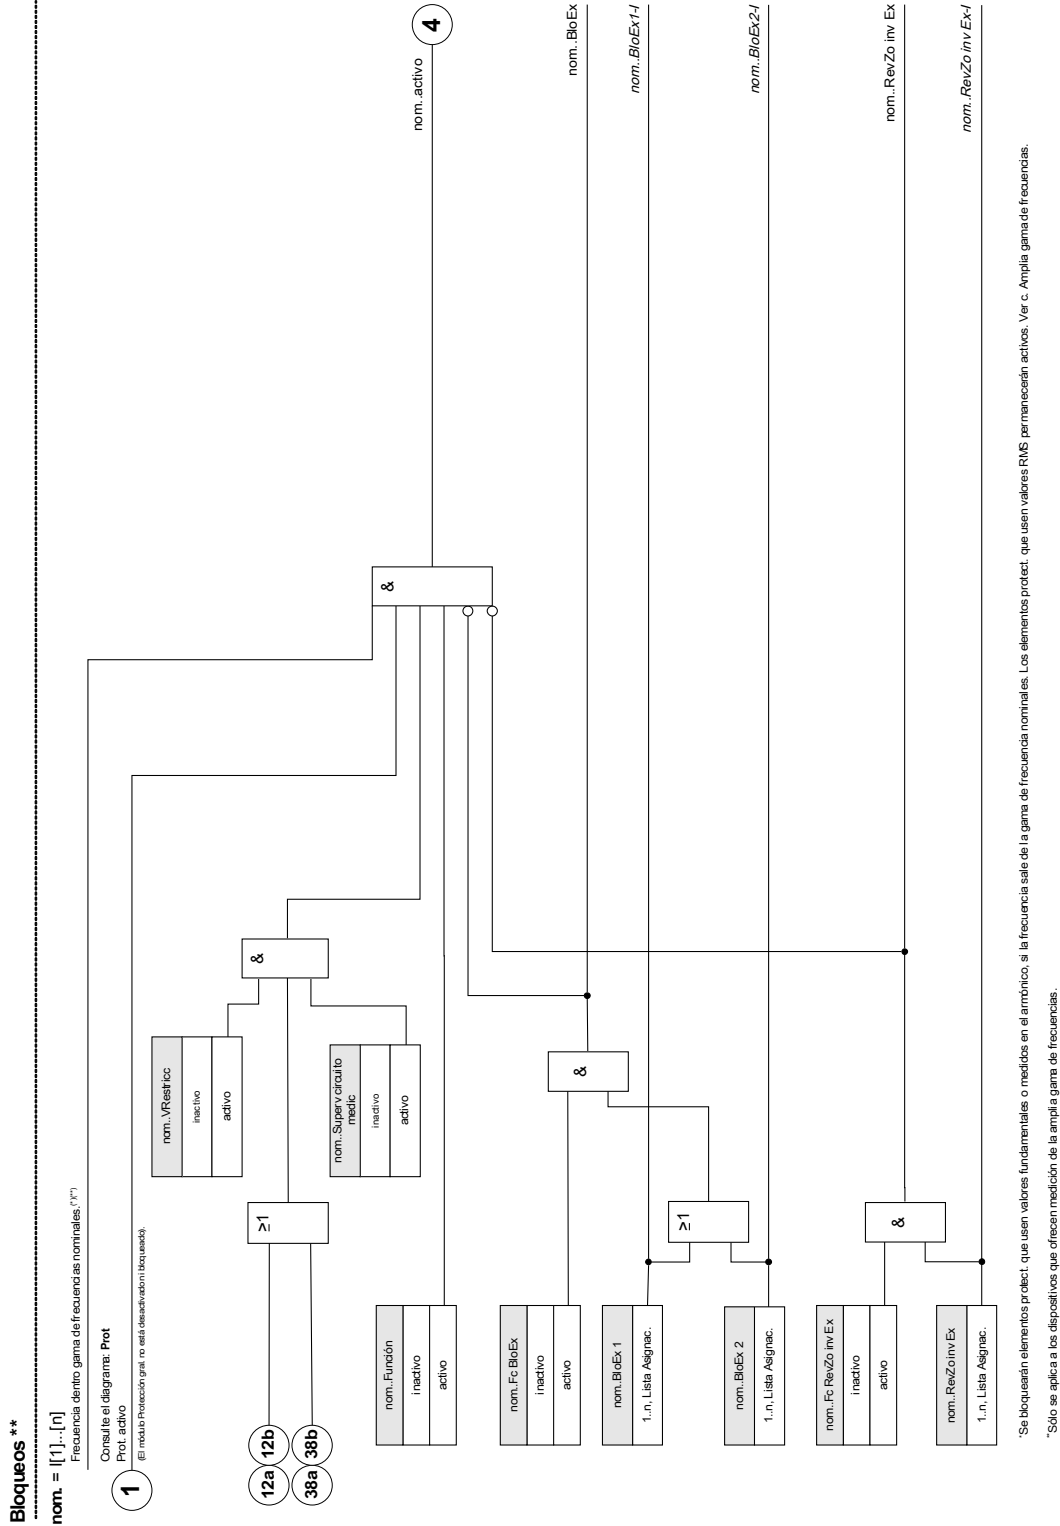 Bloqueos **
nom. = I[1]...[n]
Frecuencia dentro gama de frecuencias nominales.(*)(**)
Consulte el diagrama: Prot
Prot. activo
1
(El módulo Protección gral. no está desactivado ni bloqueado).
12a
12b
38a
38b
≥1
nom..VRestricc
inactivo
activo
nom..Superv circuito
medic
inactivo
activo
&
nom..Función
inactivo
activo
&
nom..activo
4
nom..Fc BloEx
inactivo
activo
&
nom..BloEx
nom..BloEx 1
1..n, Lista Asignac.
≥1
nom..BloEx1-I
nom..BloEx 2
1..n, Lista Asignac.
nom..BloEx2-I
nom..Fc RevZo inv Ex
inactivo
activo
&
nom..RevZo inv Ex
nom..RevZo inv Ex
1..n, Lista Asignac.
nom..RevZo inv Ex-I
*Se bloquearán elementos protect. que usen valores fundamentales o medidos en el armónico, si la frecuencia sale de la gama de frecuencia nominales. Los elementos protect. que usen valores RMS permanecerán activos. Ver c. Amplia gama de frecuencias.
**Sólo se aplica a los dispositivos que ofrecen medición de la amplia gama de frecuencias.